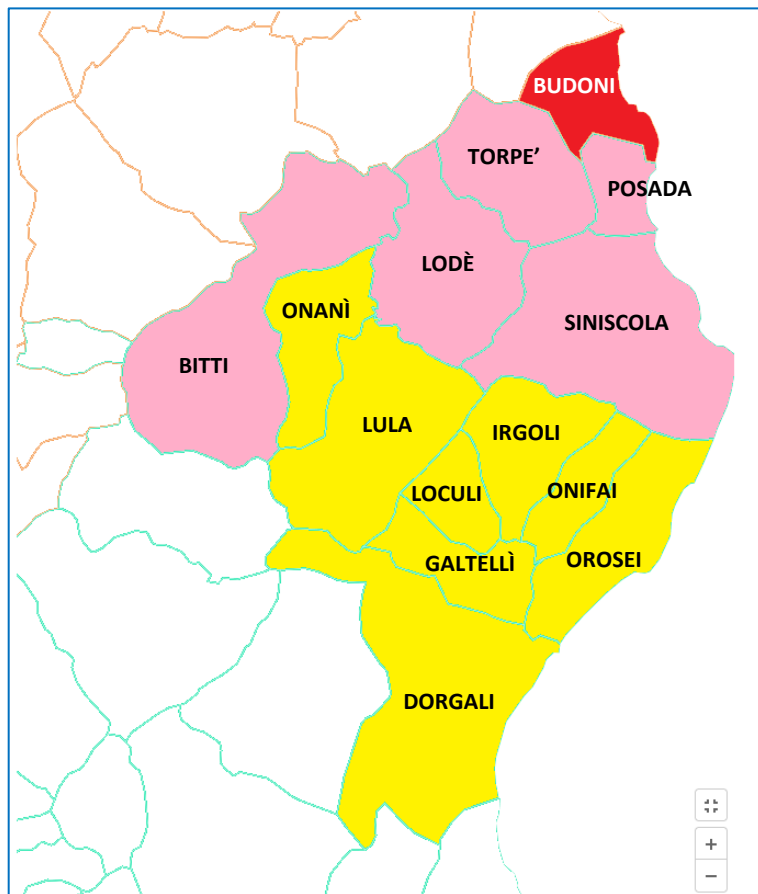 BUDONI
TORPE’
POSADA
LODÈ
ONANÌ
SINISCOLA
BITTI
LULA
IRGOLI
LOCULI
ONIFAI
GALTELLÌ
OROSEI
DORGALI
+
−